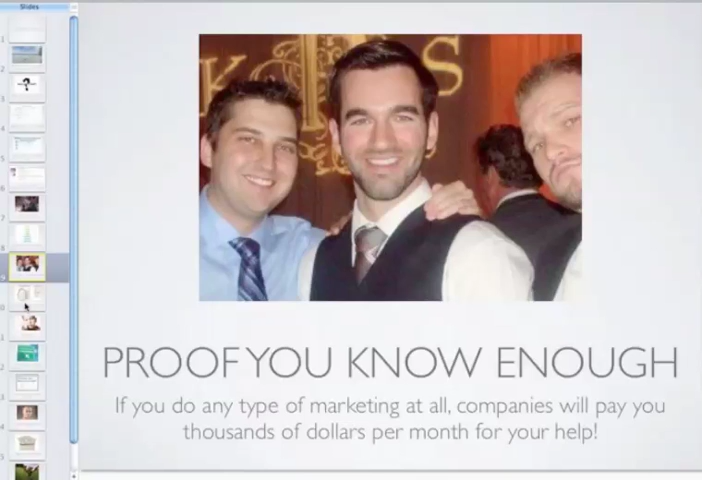 Slides
PROOF YOU KNOW ENOUGH
If you do any type of marketing at all, companies will pay you
thousands of dollars per month for your help!